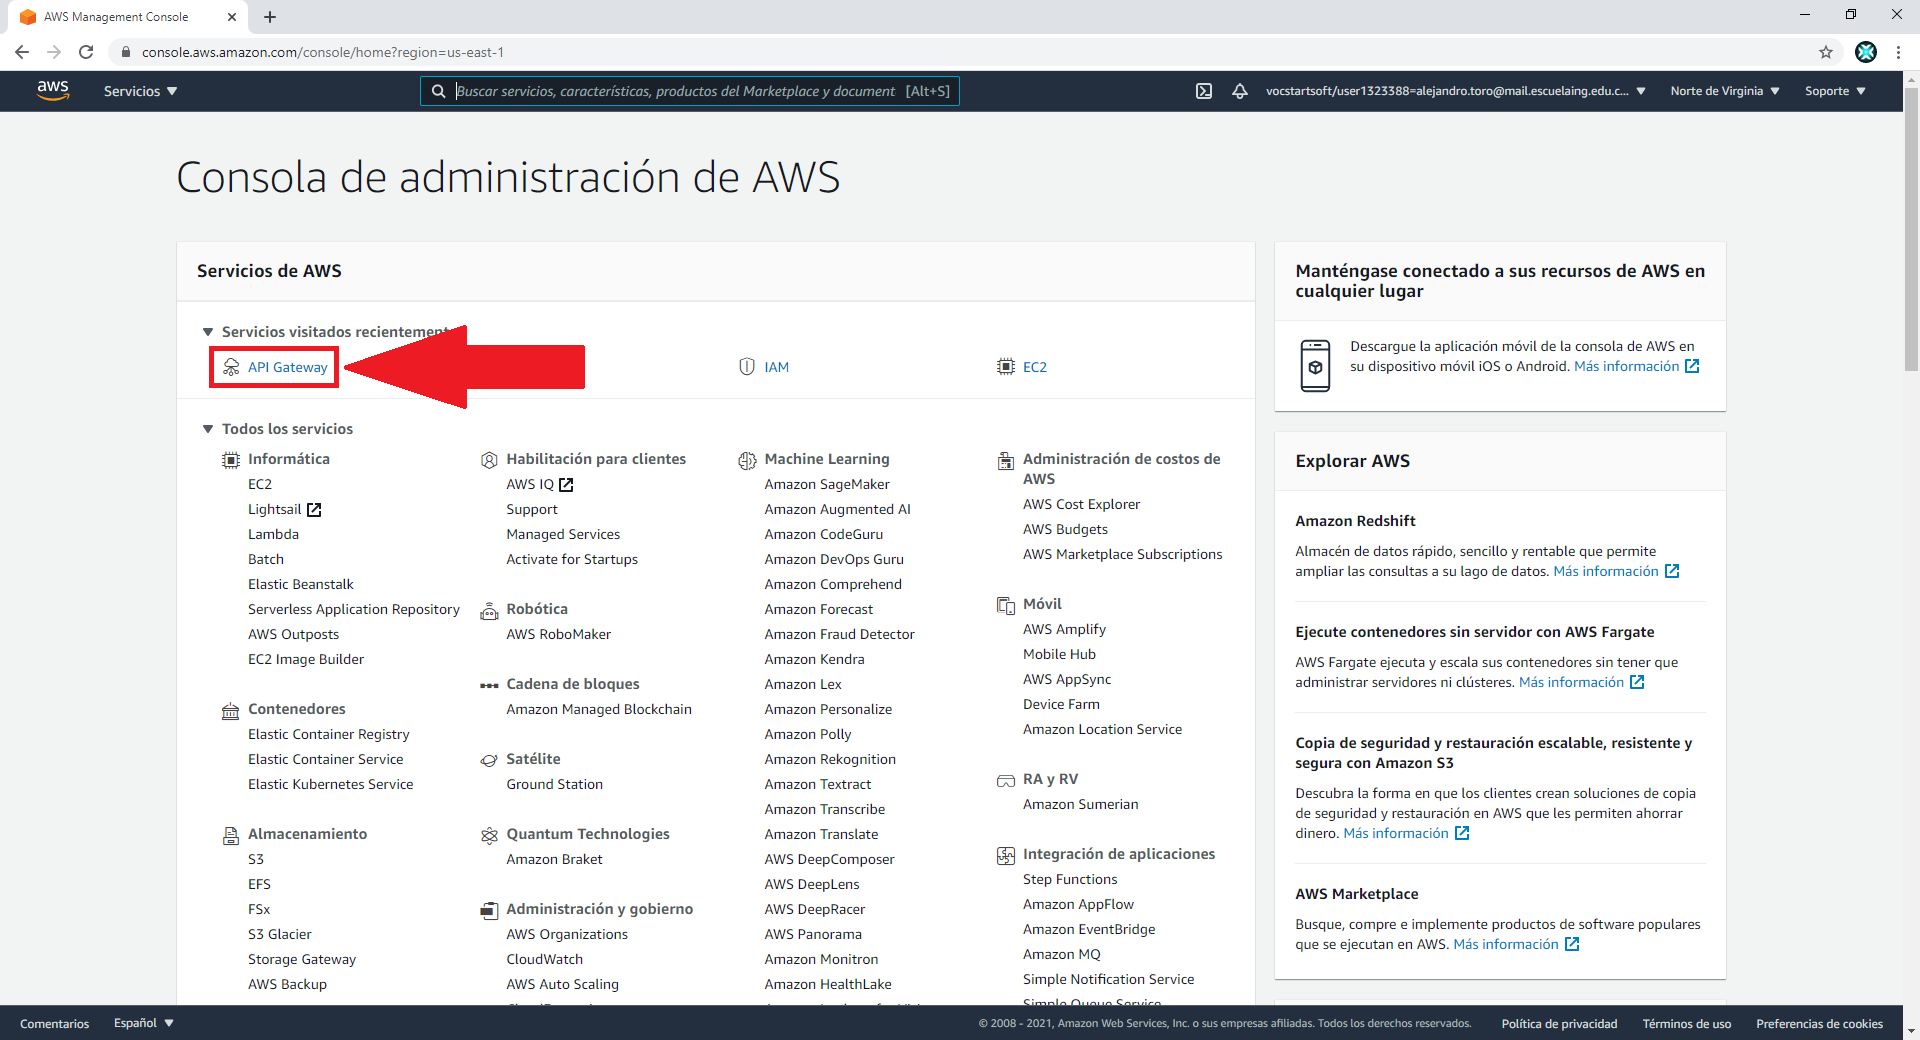 AWS Management Console
console.aws.amazon.com/console/home?region=us-east-1
aws
Servicios
Buscar servicios, características, productos del Marketplace y document [Alt+S]
vocstartsoft/user1323388=alejandro.toro@mail.escuelaing.edu.c...
Norte de Virginia
Soporte
Consola de administración de AWS
Servicios de AWS
Servicios visitados recientement
API Gateway
IAM
EC2
Todos los servicios
Informática
EC2
Lightsail
Lambda
Batch
Elastic Beanstalk
Serverless Application Repository
AWS Outposts
EC2 Image Builder
Contenedores
Elastic Container Registry
Elastic Container Service
Elastic Kubernetes Service
Almacenamiento
S3
EFS
FSx
S3 Glacier
Storage Gateway
AWS Backup
Habilitación para clientes
AWS IQ
Support
Managed Services
Activate for Startups
Robótica
AWS RoboMaker
Cadena de bloques
Amazon Managed Blockchain
Satélite
Ground Station
Quantum Technologies
Amazon Braket
Administración y gobierno
AWS Organizations
CloudWatch
AWS Auto Scaling
Machine Learning
Amazon SageMaker
Amazon Augmented AI
Amazon CodeGuru
Amazon DevOps Guru
Amazon Comprehend
Amazon Forecast
Amazon Fraud Detector
Amazon Kendra
Amazon Lex
Amazon Personalize
Amazon Polly
Amazon Rekognition
Amazon Textract
Amazon Transcribe
Amazon Translate
AWS DeepComposer
AWS DeepLens
AWS DeepRacer
AWS Panorama
Amazon Monitron
Amazon HealthLake
Administración de costos de
AWS
AWS Cost Explorer
AWS Budgets
AWS Marketplace Subscriptions
Móvil
AWS Amplify
Mobile Hub
AWS AppSync
Device Farm
Amazon Location Service
RA y RV
Amazon Sumerian
Integración de aplicaciones
Step Functions
Amazon AppFlow
Amazon EventBridge
Amazon MQ
Simple Notification Service
Simple Queue Service
Manténgase conectado a sus recursos de AWS en
cualquier lugar
Descargue la aplicación móvil de la consola de AWS en
su dispositivo móvil iOS o Android. Más información
Explorar AWS
Amazon Redshift
Almacén de datos rápido, sencillo y rentable que permite
ampliar las consultas a su lago de datos. Más información
Ejecute contenedores sin servidor con AWS Fargate
AWS Fargate ejecuta y escala sus contenedores sin tener que
administrar servidores ni clústeres. Más información
Copia de seguridad y restauración escalable, resistente y
segura con Amazon S3
Descubra la forma en que los clientes crean soluciones de copia
de seguridad y restauración en AWS que les permiten ahorrar
dinero. Más información
AWS Marketplace
Busque, compre e implemente productos de software populares
que se ejecutan en AWS. Más información
Comentarios
Español
© 2008 - 2021, Amazon Web Services, Inc. o sus empresas afiliadas. Todos los derechos reservados.
Política de privacidad
Términos de uso
Preferencias de cookies